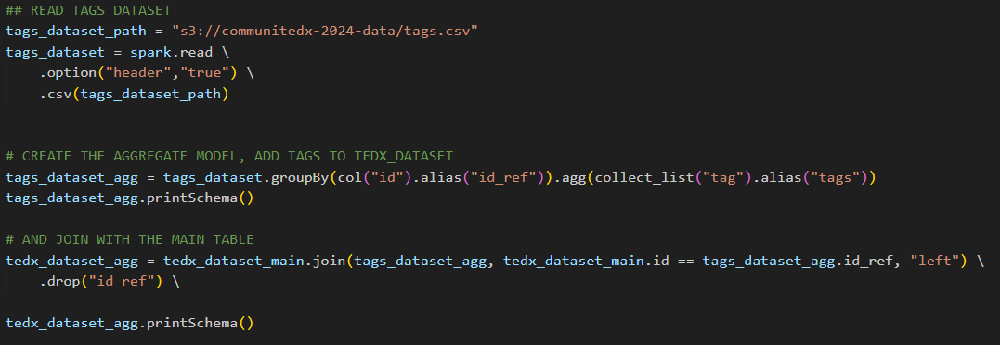 ## READ TAGS DATASET
tags_dataset_path = "s3://communitedx-2024-data/tags.csv"
tags_dataset = spark.read \
    .option("header","true") \
    .csv(tags_dataset_path)
# CREATE THE AGGREGATE MODEL, ADD TAGS TO TEDX_DATASET
tags_dataset_agg = tags_dataset.groupBy(col("id").alias("id_ref")).agg(collect_list("tag").alias("tags"))
tags_dataset_agg.printSchema()
# AND JOIN WITH THE MAIN TABLE
tedx_dataset_agg = tedx_dataset_main.join(tags_dataset_agg, tedx_dataset_main.id == tags_dataset_agg.id_ref, "left") \
    .drop("id_ref") \
tedx_dataset_agg.printSchema()